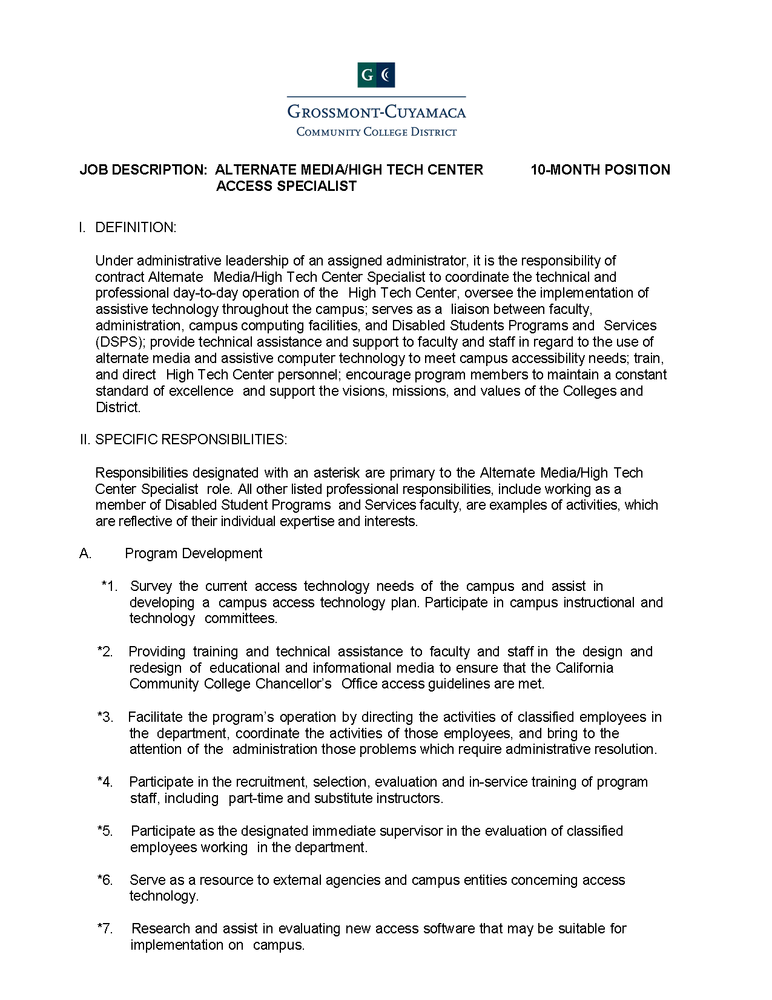 G C
GROSSMONT-CUYAMACA
COMMUNITY COLLEGE DISTRICT
JOB DESCRIPTION: ALTERNATE MEDIA/HIGH TECH CENTER 10-MONTH POSITION
ACCESS SPECIALIST
I. DEFINITION:
Under administrative leadership of an assigned administrator, it is the responsibility of
contract Alternate Media/High Tech Center Specialist to coordinate the technical and
professional day-to-day operation of the High Tech Center, oversee the implementation of
assistive technology throughout the campus; serves as a liaison between faculty,
administration, campus computing facilities, and Disabled Students Programs and Services
(DSPS); provide technical assistance and support to faculty and staff in regard to the use of
alternate media and assistive computer technology to meet campus accessibility needs; train,
and direct High Tech Center personnel; encourage program members to maintain a constant
standard of excellence and support the visions, missions, and values of the Colleges and
District.
II. SPECIFIC RESPONSIBILITIES:
Responsibilities designated with an asterisk are primary to the Alternate Media/High Tech
Center Specialist role. All other listed professional responsibilities, include working as a
member of Disabled Student Programs and Services faculty, are examples of activities, which
are reflective of their individual expertise and interests.
A. Program Development
*1. Survey the current access technology needs of the campus and assist in
developing a campus access technology plan. Participate in campus instructional and
technology committees.
*2. Providing training and technical assistance to faculty and staff in the design and
redesign of educational and informational media to ensure that the California
Community College Chancellor’s Office access guidelines are met.
*3. Facilitate the program’s operation by directing the activities of classified employees in
the department, coordinate the activities of those employees, and bring to the
attention of the administration those problems which require administrative resolution.
*4. Participate in the recruitment, selection, evaluation and in-service training of program
staff, including part-time and substitute instructors.
*5. Participate as the designated immediate supervisor in the evaluation of classified
employees working in the department.
*6. Serve as a resource to external agencies and campus entities concerning access
technology.
*7. Research and assist in evaluating new access software that may be suitable for
implementation on campus.